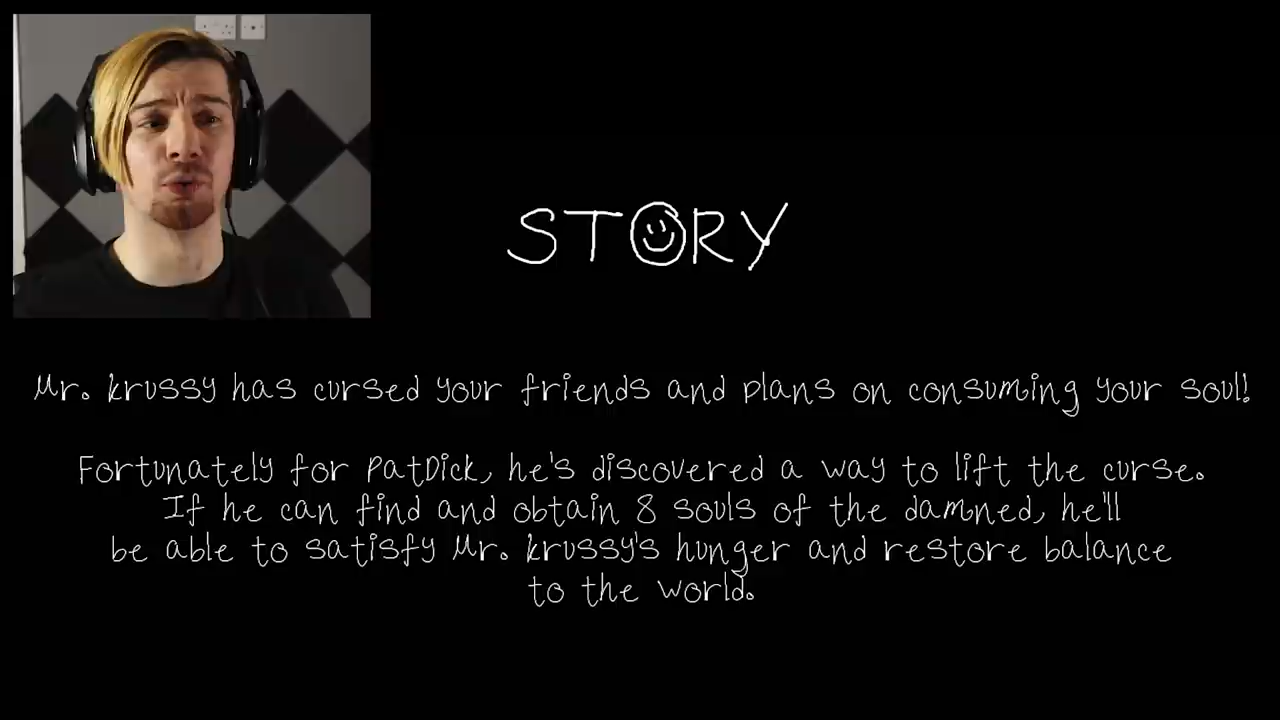 STORY
Mr. krussy has cursed your friends and plans on consuming your soul!
Fortunately for PatDick, he's discovered a way to lift the curse.
If he can find and obtain 8 souls of the damned, he'll
be able to satisfy Mr. krussy's hunger and restore balance
to the world.